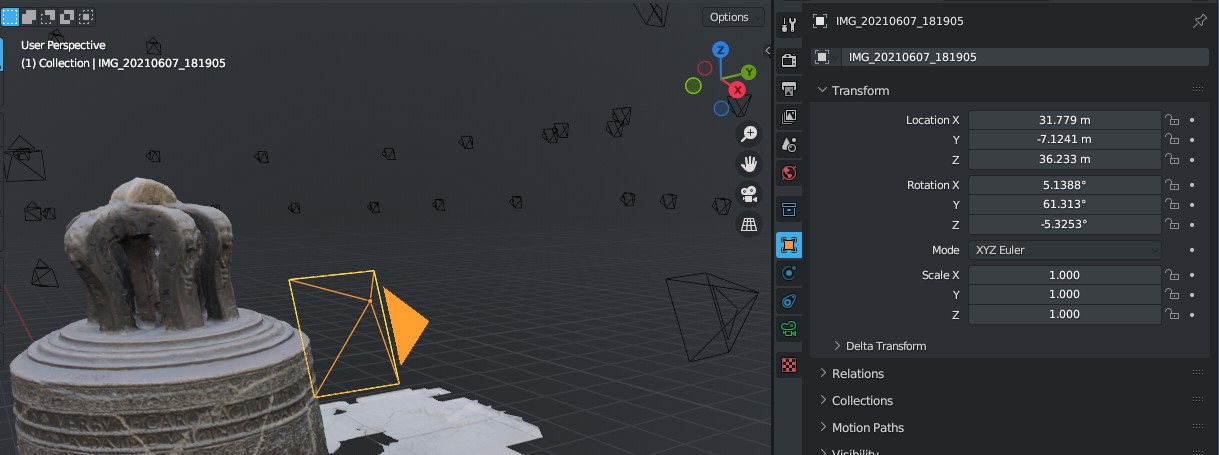 Options
User Perspective
(1) Collection | IMG_20210607_181905
Z
Y
X
IMG_20210607_181905
IMG_20210607_181905
Transform
Location X 31.779 m
Y -7.1241 m
Z 36.233 m
Rotation X 5.1388°
Y 61.313°
Z -5.3253°
Mode XYZ Euler
Scale X 1.000
Y 1.000
Z 1.000
Delta Transform
Relations
Collections
Motion Paths
Visibility